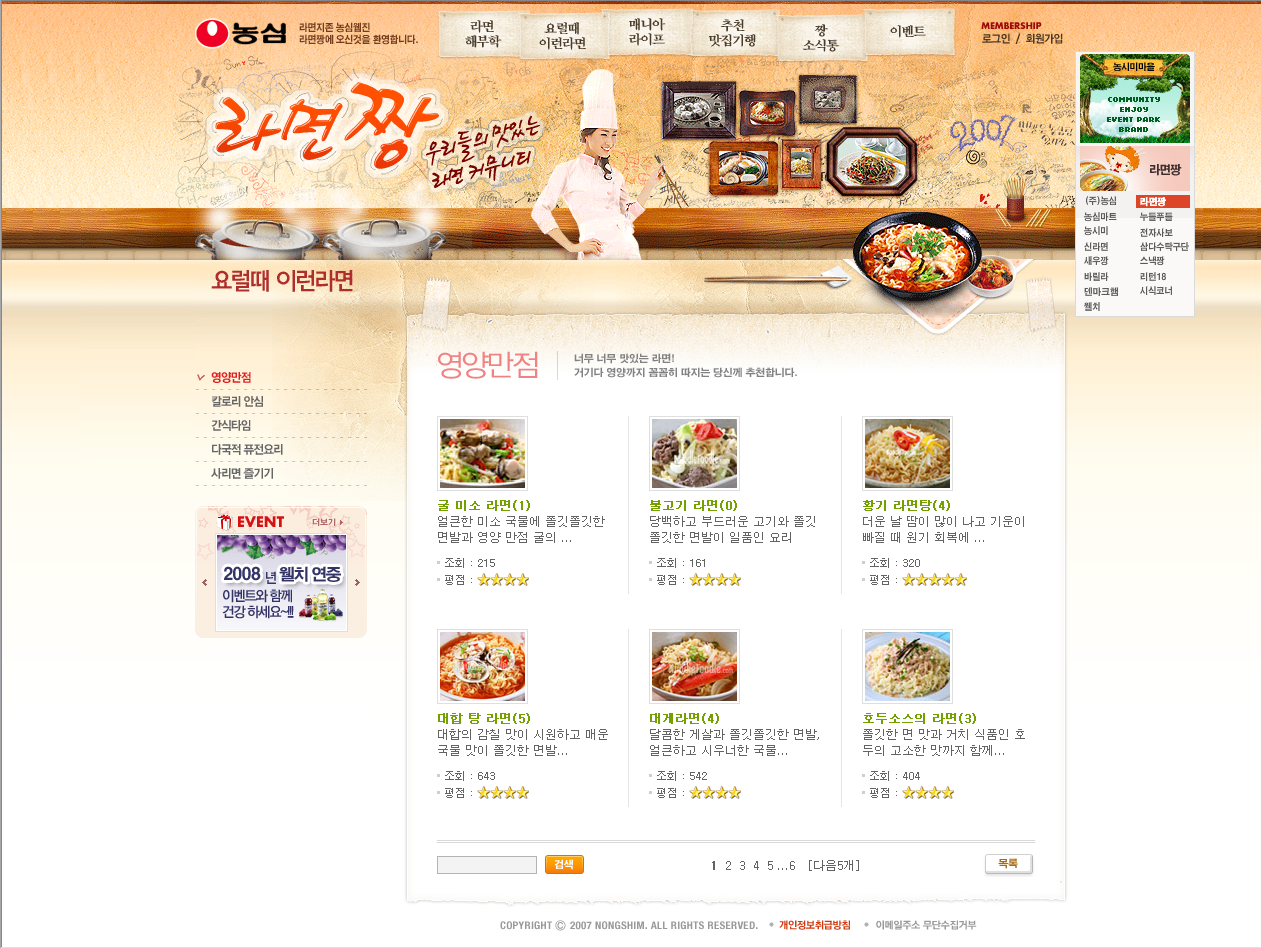 농심
라면지존 농심웹진
라면짱에 오신것을 환영합니다.
라면
해부학
요럴때
이런라면
매니아
라이프
추천
맛집기행
짱
소식통
이벤트
MEMBERSHIP
로그인 / 회원가입
라면짱
우리들의 맛있는
라면 커뮤니티
2007
농시미마을
COMMUNITY
ENJOY
EVENT PARK
BRAND
라면짱
(주)농심
라면짱
농심마트
누들푸들
농시미
전자사보
신라면
삼다수탁구단
새우깡
스낵짱
바릴라
리턴18
덴마크햄
시식코너
웰치
요럴때 이런라면
영양만점
칼로리 안심
간식타임
다국적 퓨전요리
사리면 즐기기
EVENT
더보기
2008 년 웰치 연중
이벤트와 함께
건강 하세요~!!
영양만점
너무 너무 맛있는 라면!
거기다 영양까지 꼼꼼히 따지는 당신께 추천합니다.
굴 미소 라면(1)
얼큰한 미소 국물에 쫄깃쫄깃한
면발과 영양 만점 굴의 ...
조회 : 215
평점 :
불고기 라면(0)
담백하고 부드러운 고기와 쫄깃
쫄깃한 면발이 일품인 요리
조회 : 161
평점 :
황기 라면탕(4)
더운 날 땀이 많이 나고 기운이
빠질 때 원기 회복에 ...
조회 : 320
평점 :
대합 탕 라면(5)
대합의 감칠 맛이 시원하고 매운
국물 맛이 쫄깃한 면발...
조회 : 643
평점 :
대게라면(4)
달콤한 게살과 쫄깃쫄깃한 면발,
얼큰하고 시우너한 국물...
조회 : 542
평점 :
호두소스의 라면(3)
쫄깃한 면 맛과 거치 식품인 호
두의 고소한 맛까지 함께...
조회 : 404
평점 :
검색
1 2 3 4 5 ...6 [다음5개]
목록
COPYRIGHT © 2007 NONGSHIM. ALL RIGHTS RESERVED.
개인정보취급방침
이메일주소 무단수집거부